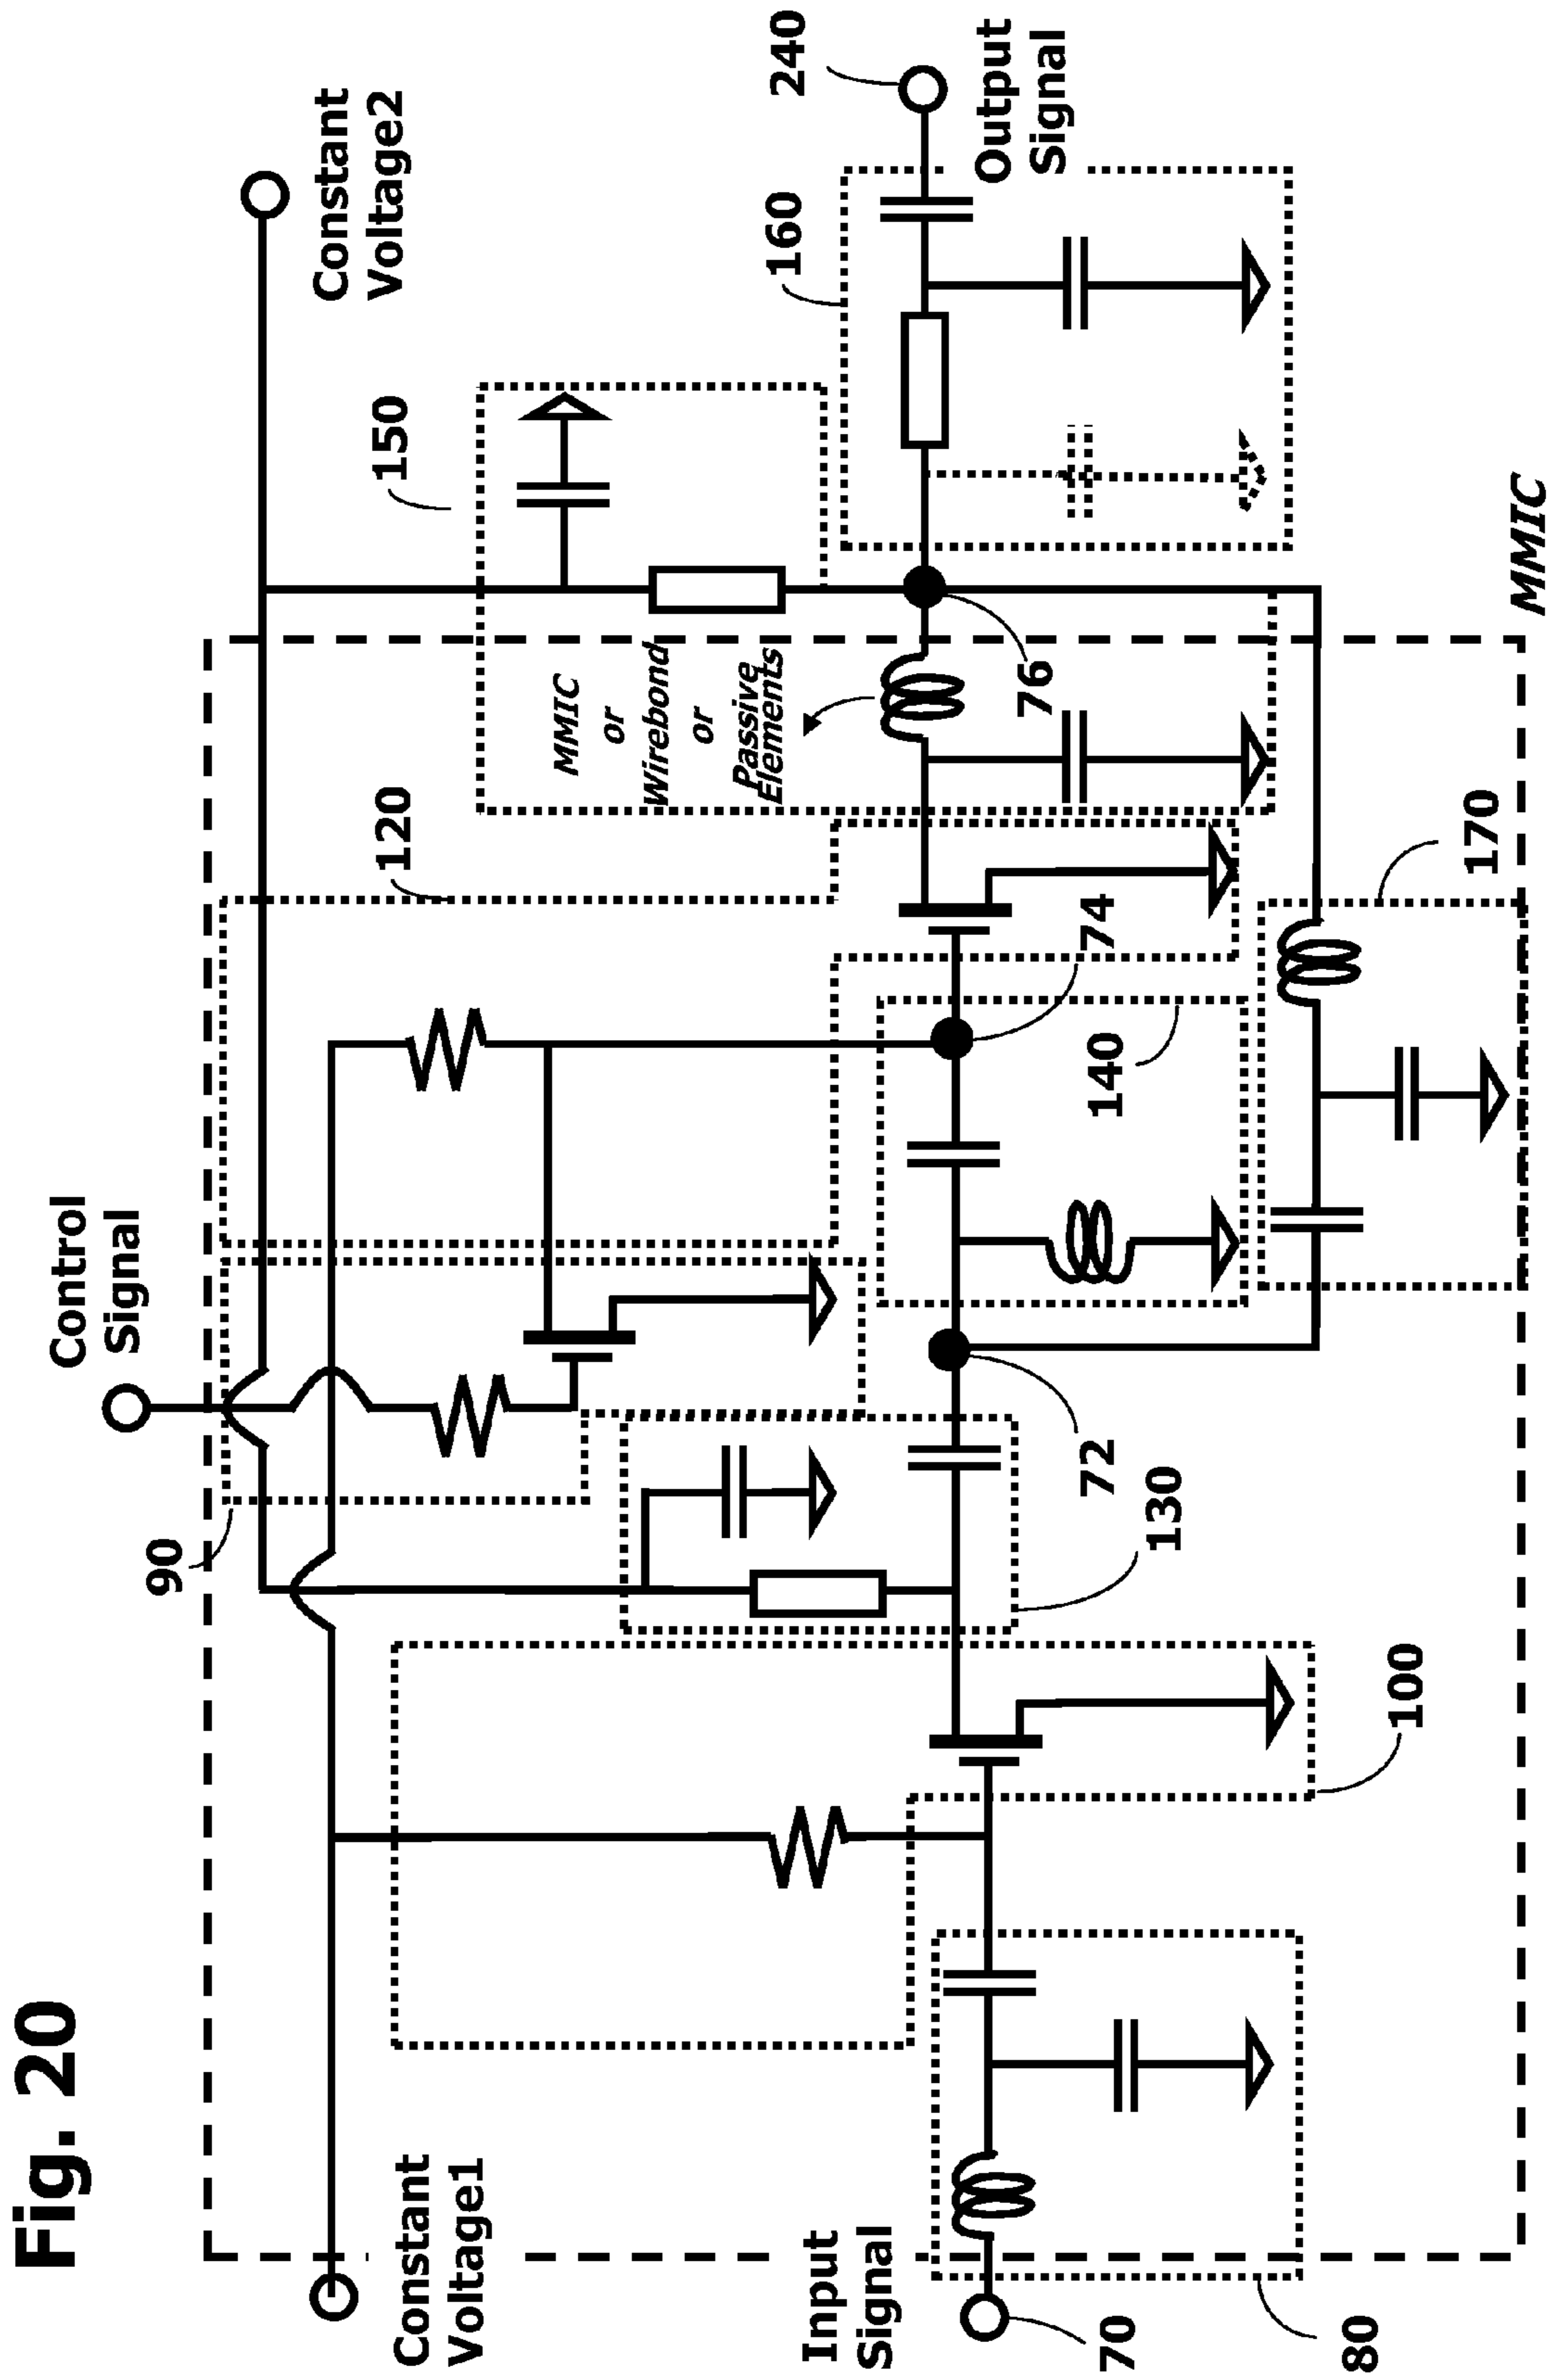 Fig. 20
Control
Signal
Constant
Voltage2
Constant
Voltage1
Input
Signal
Output
Signal
90
120
150
160
240
MMIC
or
Wirebond
or
Passive
Elements
70
80
100
130
72
140
74
76
170
MMIC